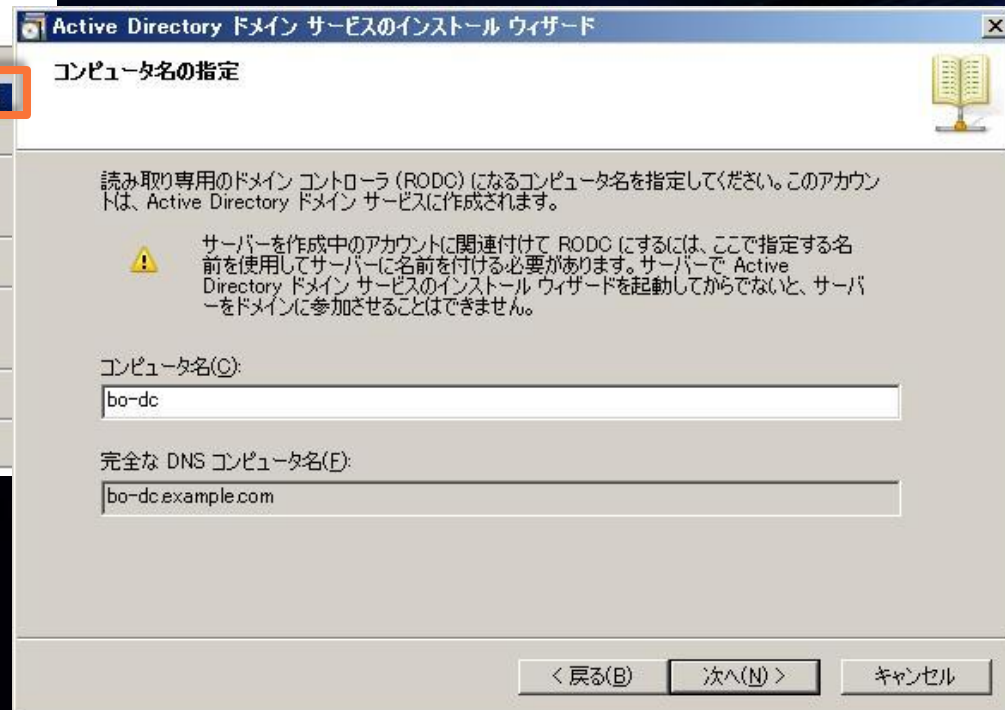 Active Directory ドメイン サービスのインストール ウィザード
コンピュータ名の指定
読み取り専用のドメイン コントローラ (RODC) になるコンピュータ名を指定してください。このアカウン
トは、Active Directory ドメイン サービスに作成されます。
サーバーを作成中のアカウントに関連付けて RODC にするには、ここで指定する名
前を使用してサーバーに名前を付ける必要があります。サーバーで Active
Directory ドメイン サービスのインストール ウィザードを起動してからでないと、サーバ
ーをドメインに参加させることはできません。
コンピュータ名(C):
bo-dc
完全な DNS コンピュータ名(F):
bo-dc.example.com
< 戻る(B)
次へ(N) >
キャンセル